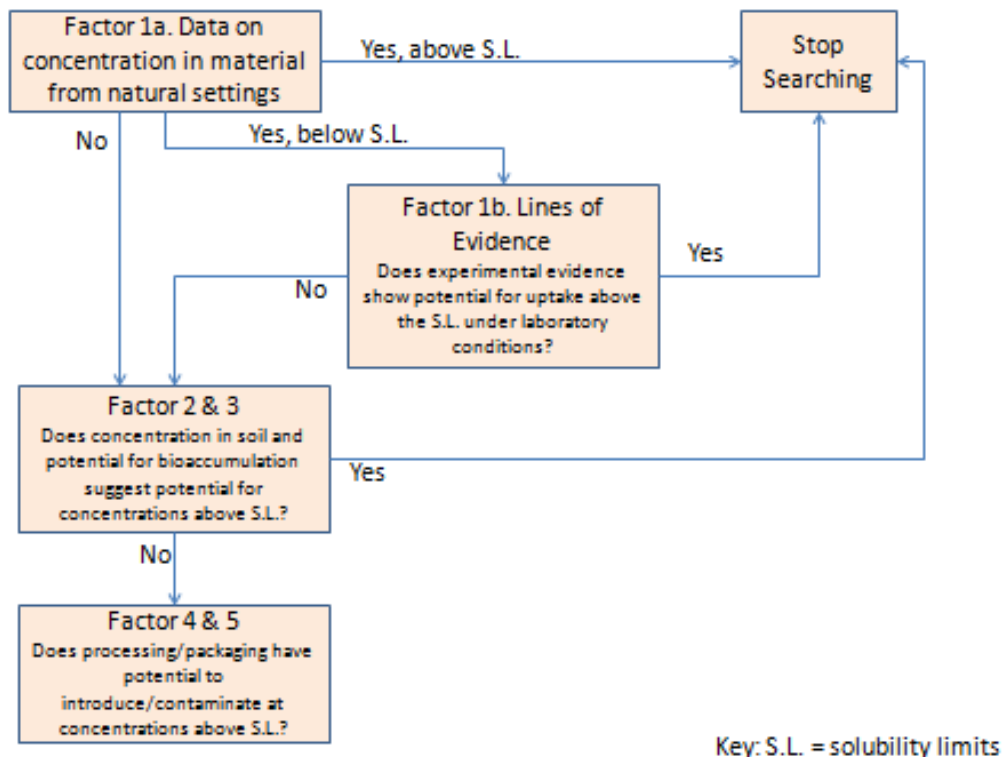 Factor 1a. Data on
concentration in material
from natural settings
Yes, above S.L.
Stop
Searching
No
Yes, below S.L.
Factor 1b. Lines of
Evidence
Does experimental evidence
show potential for uptake above
the S.L. under laboratory
conditions?
Yes
No
Factor 2 & 3
Does concentration in soil and
potential for bioaccumulation
suggest potential for
concentrations above S.L.?
Yes
No
Factor 4 & 5
Does processing/packaging have
potential to
introduce/contaminate at
concentrations above S.L.?
Key: S.L. = solubility limits